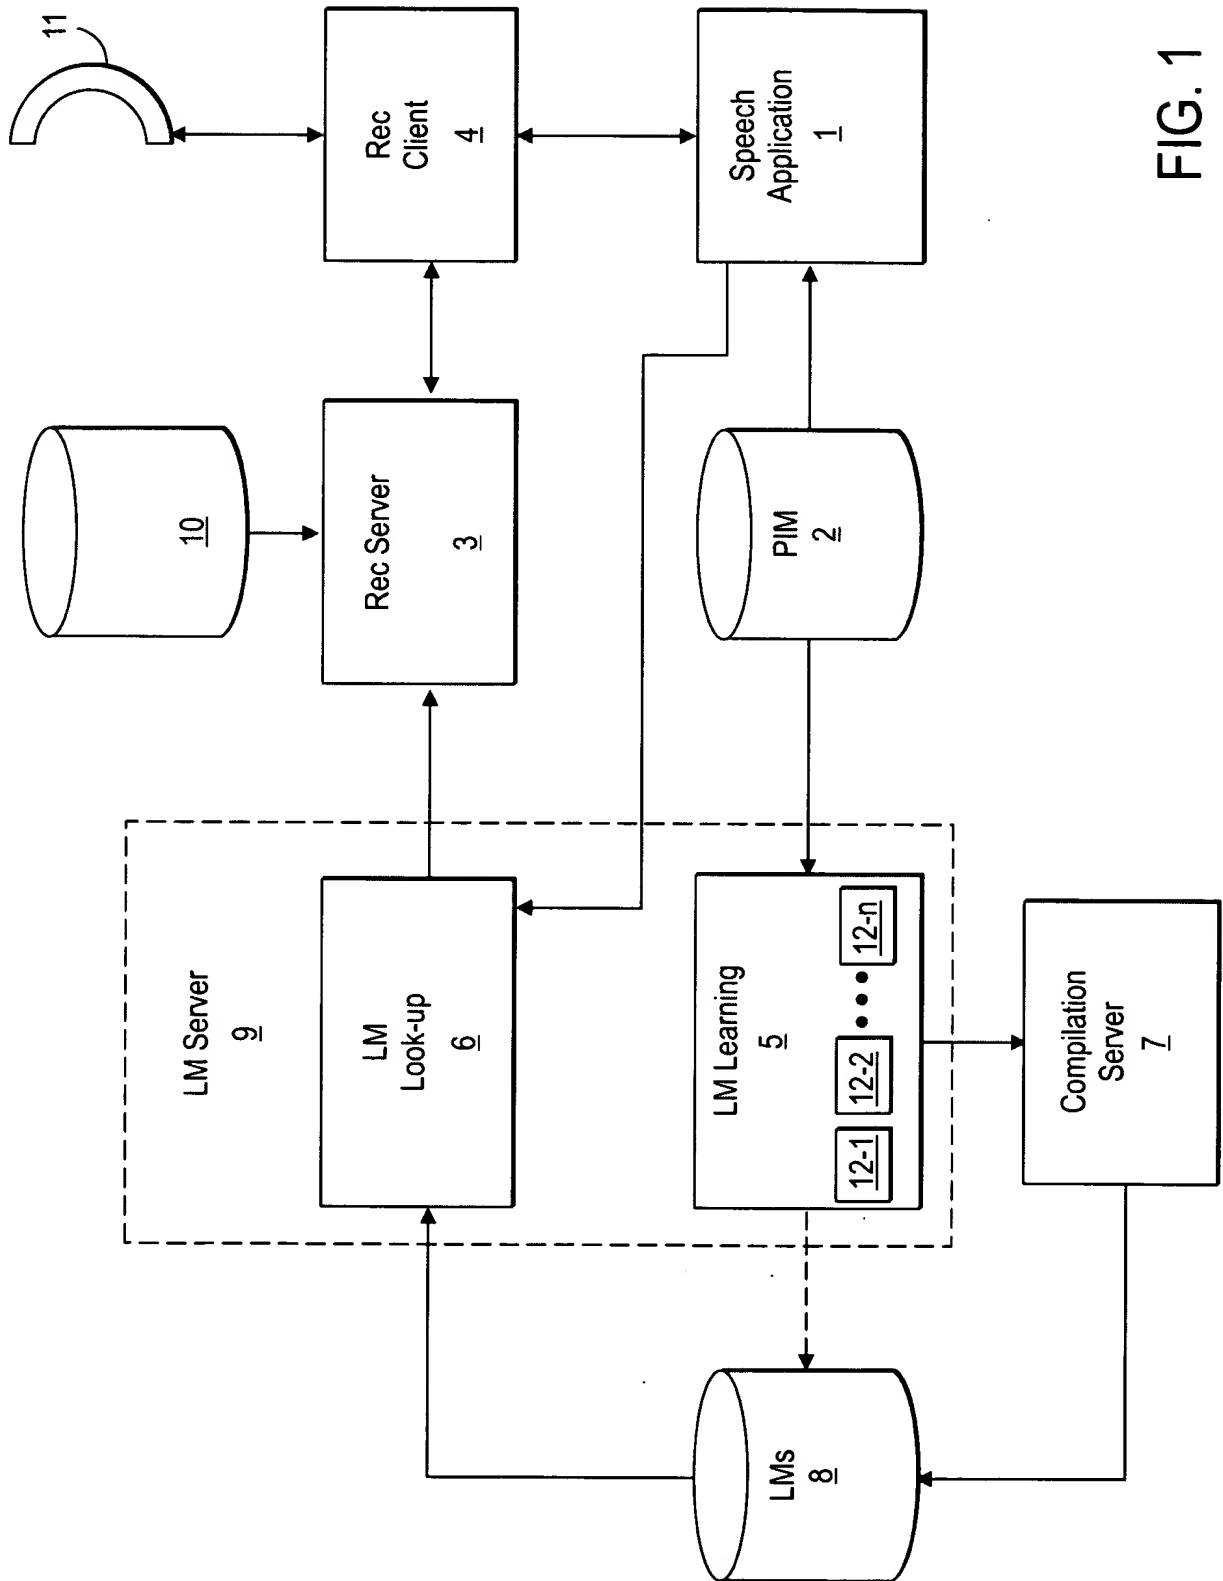 LM Server
9
10
11
LM
Look-up
6
Rec Server
3
Rec
Client
4
LMs
8
LM Learning
5
12-1
12-2
12-n
PIM
2
Speech
Application
1
Compilation
Server
7
FIG. 1